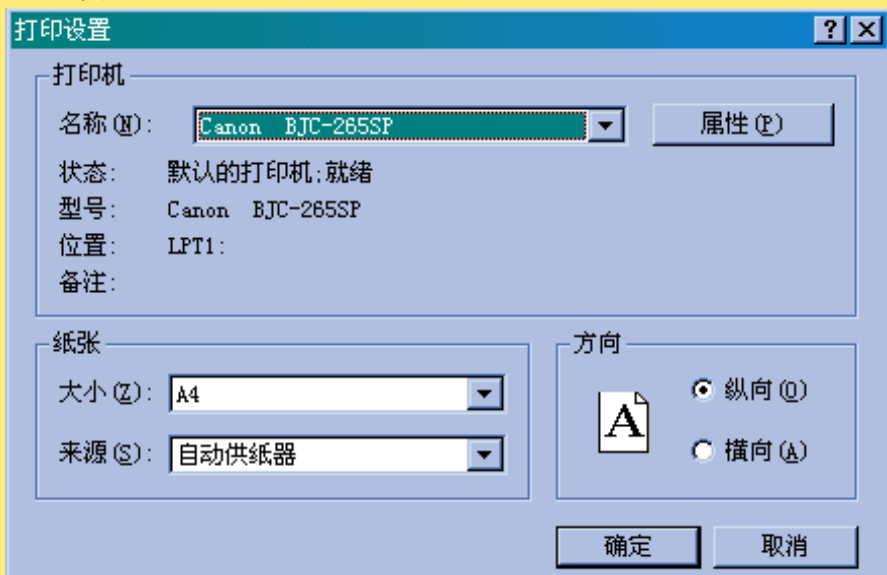 打印设置
打印机
名称(N): Canon BJC-265SP 属性(P)
状态: 默认的打印机;就绪
型号: Canon BJC-265SP
位置: LPT1:
备注:
纸张
大小(Z): A4
来源(S): 自动供纸器
方向
A
纵向(O)
横向(A)
确定 取消